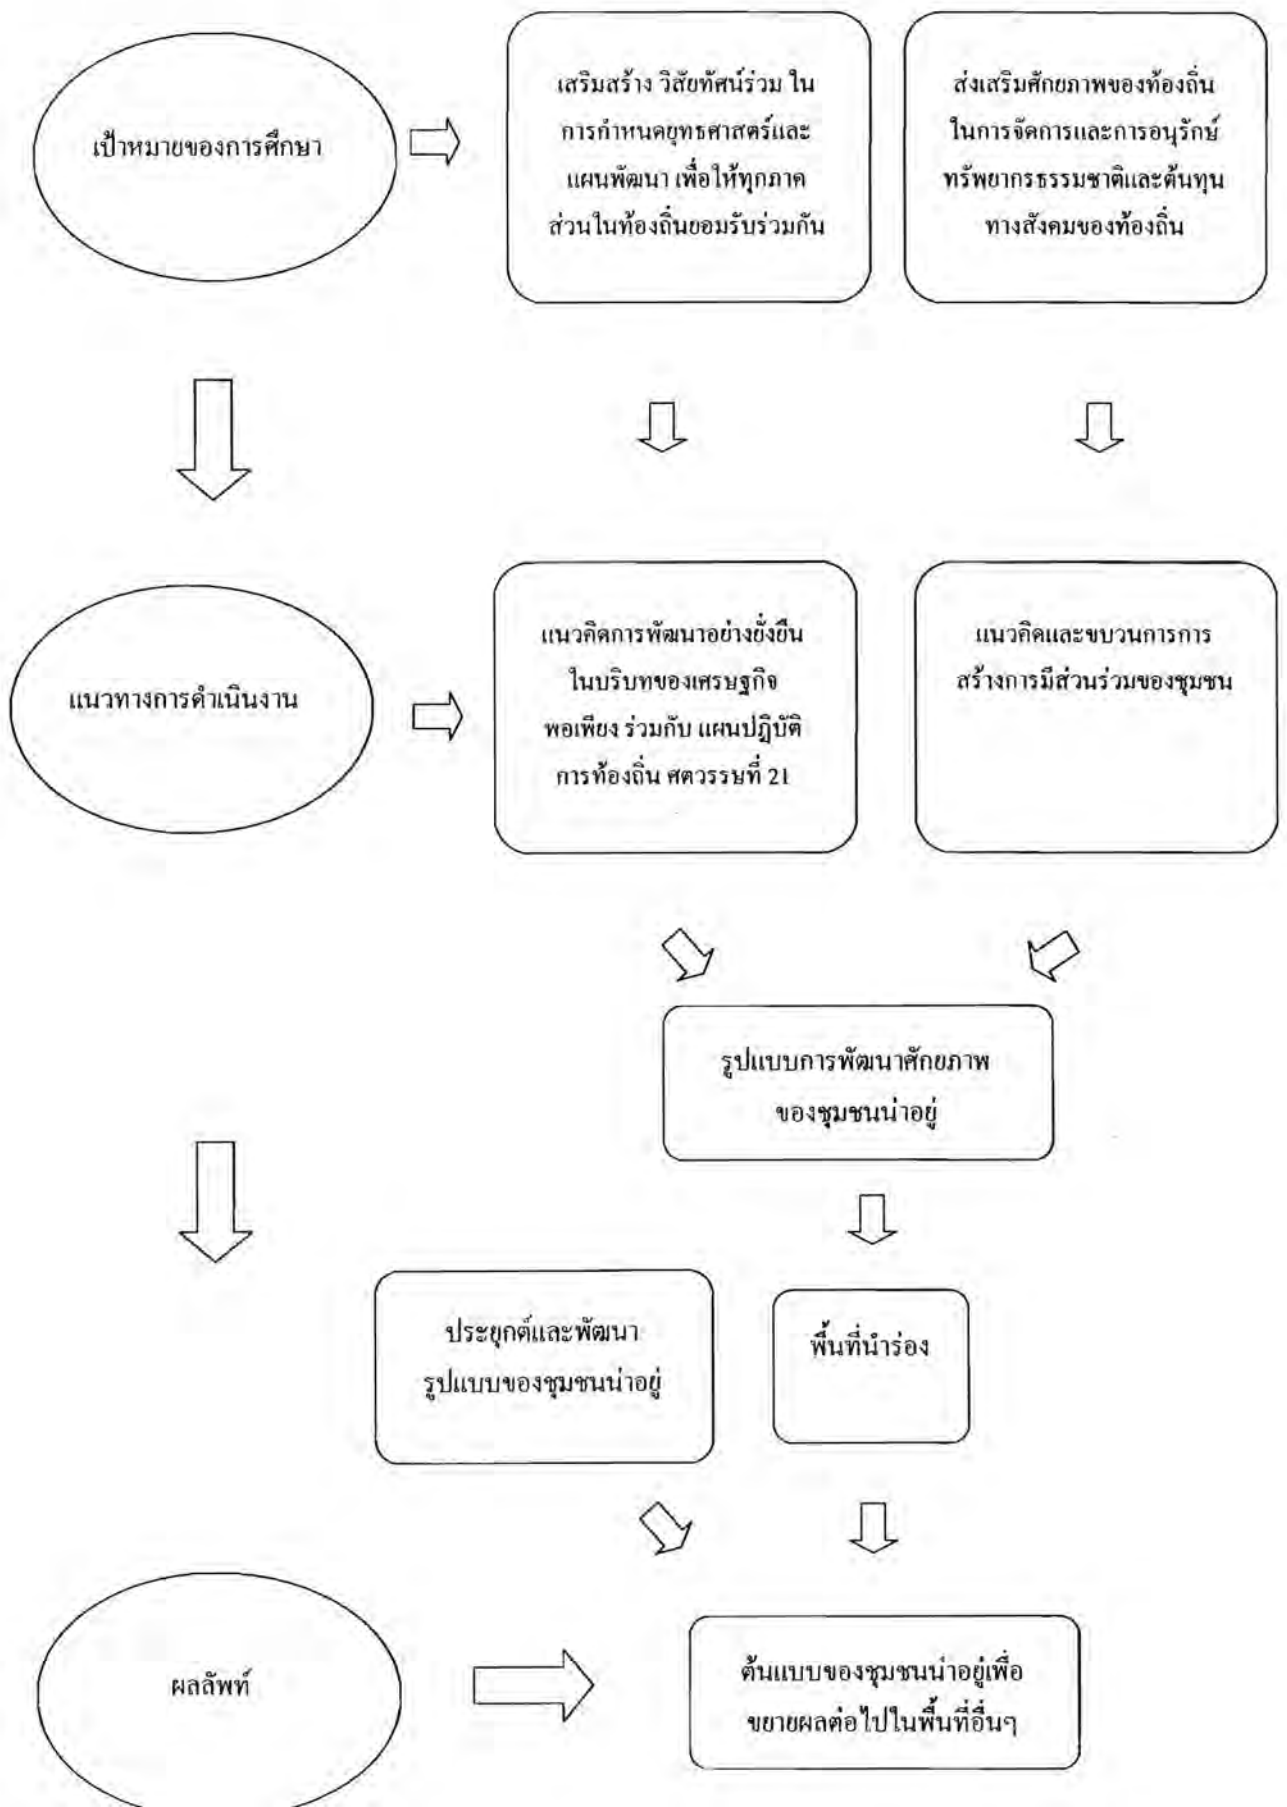 เป้าหมายของการศึกษา
เสริมสร้าง วิสัยทัศน์ร่วม ใน
การกำหนดยุทธศาสตร์และ
แผนพัฒนา เพื่อให้ทุกภาค
ส่วนในท้องถิ่นยอมรับร่วมกัน
ส่งเสริมศักยภาพของท้องถิ่น
ในการจัดการและการอนุรักษ์
ทรัพยากรธรรมชาติและต้นทุน
ทางสังคมของท้องถิ่น
แนวทางการดำเนินงาน
แนวคิดการพัฒนาอย่างยั่งยืน
ในบริบทของเศรษฐกิจ
พอเพียง ร่วมกับ แผนปฏิบัติ
การท้องถิ่น ศตวรรษที่ 21
แนวคิดและขบวนการการ
สร้างการมีส่วนร่วมของชุมชน
รูปแบบการพัฒนาศักยภาพ
ของชุมชนน่าอยู่
ประยุกต์และพัฒนา
รูปแบบของชุมชนน่าอยู่
พื้นที่นำร่อง
ผลลัพท์
ต้นแบบของชุมชนน่าอยู่เพื่อ
ขยายผลต่อไปในพื้นที่อื่นๆ